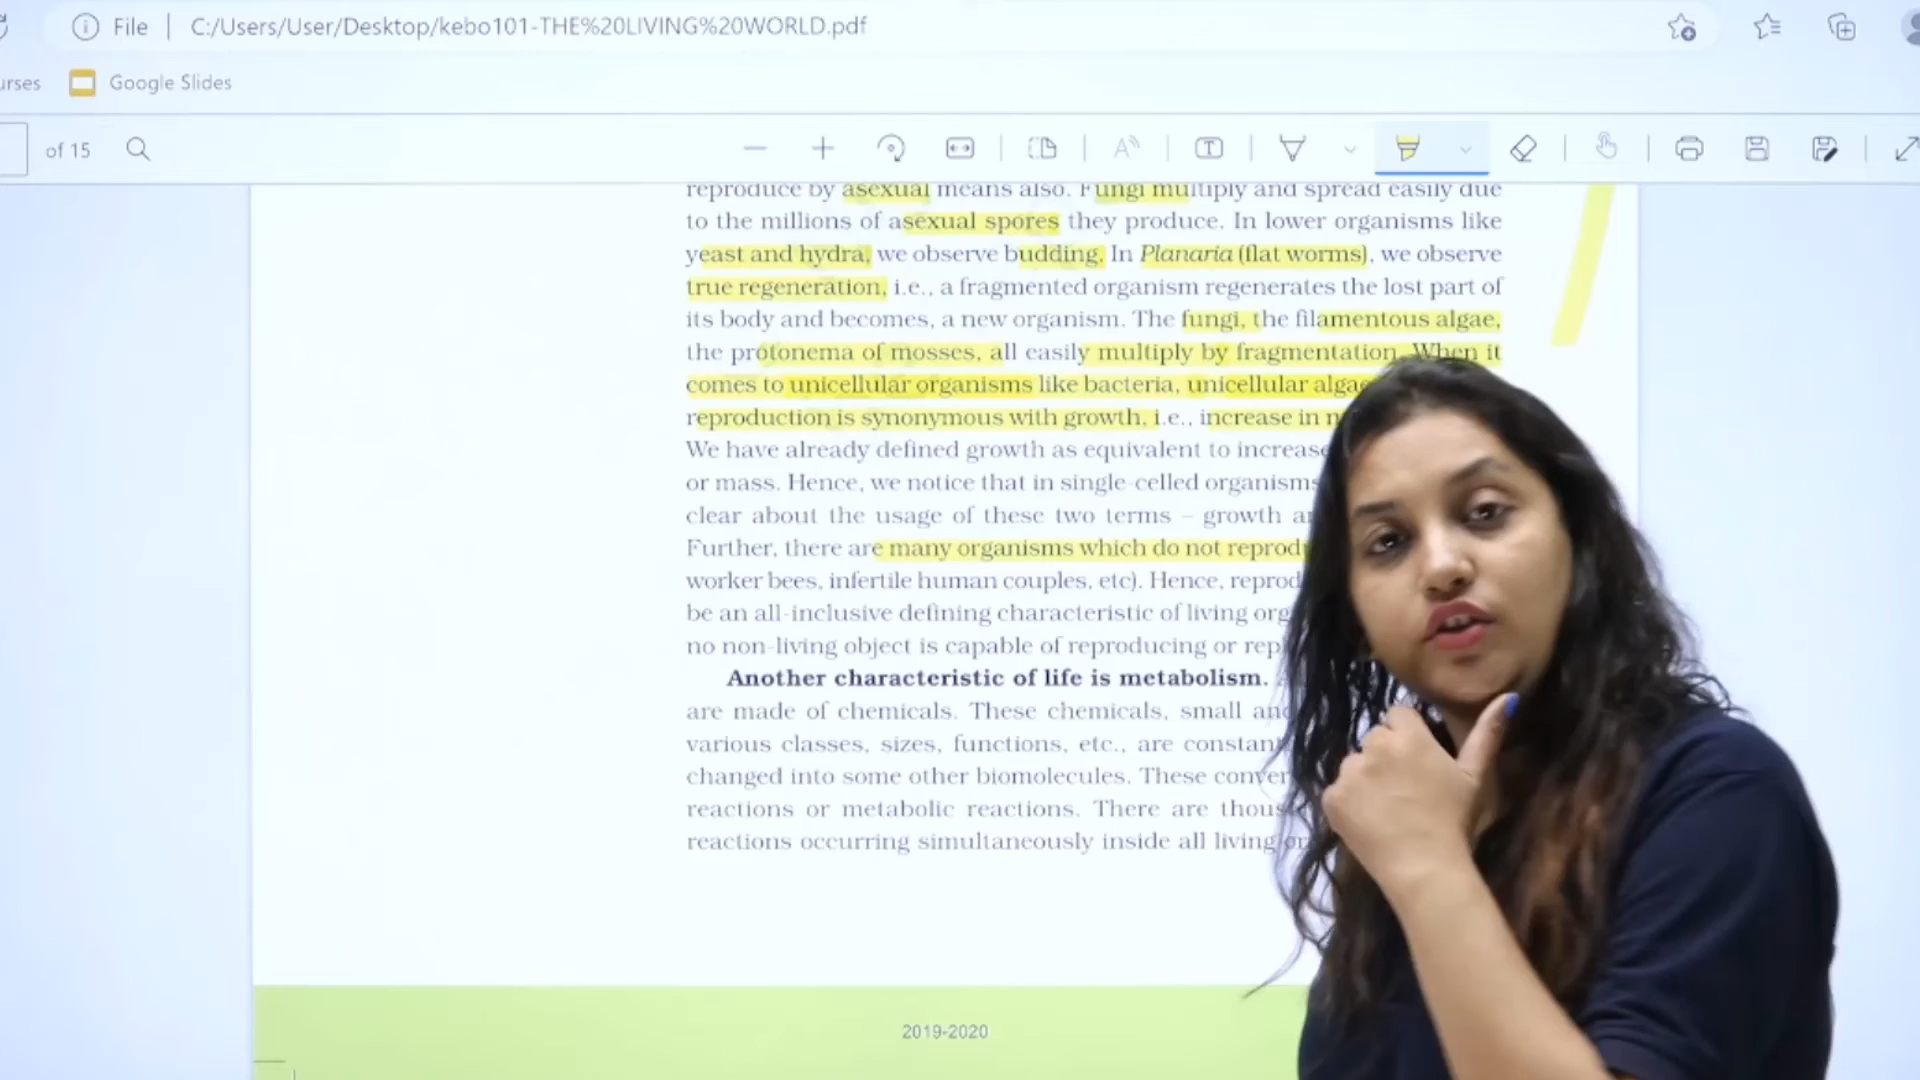 File | C:/Users/User/Desktop/kebo101-THE%20LIVING%20WORLD.pdf
Google Slides
of 15
reproduce by asexual means also. Fungi multiply and spread easily due
to the millions of asexual spores they produce. In lower organisms like
yeast and hydra, we observe budding. In Planaria (flat worms), we observe
true regeneration, i.e., a fragmented organism regenerates the lost part of
its body and becomes, a new organism. The fungi, the filamentous algae,
the protonema of mosses, all easily multiply by fragmentation. When it
comes to unicellular organisms like bacteria, unicellular algae
reproduction is synonymous with growth, i.e., increase in
We have already defined growth as equivalent to increase
or mass. Hence, we notice that in single-celled organisms
clear about the usage of these two terms – growth
Further, there are many organisms which do not
worker bees, infertile human couples, etc). Hence,
be an all-inclusive defining characteristic of living
no non-living object is capable of reproducing or
Another characteristic of life is metabolism.
are made of chemicals. These chemicals, small
various classes, sizes, functions, etc., are
changed into some other biomolecules. These
reactions or metabolic reactions. There are
reactions occurring simultaneously inside all living
2019-2020